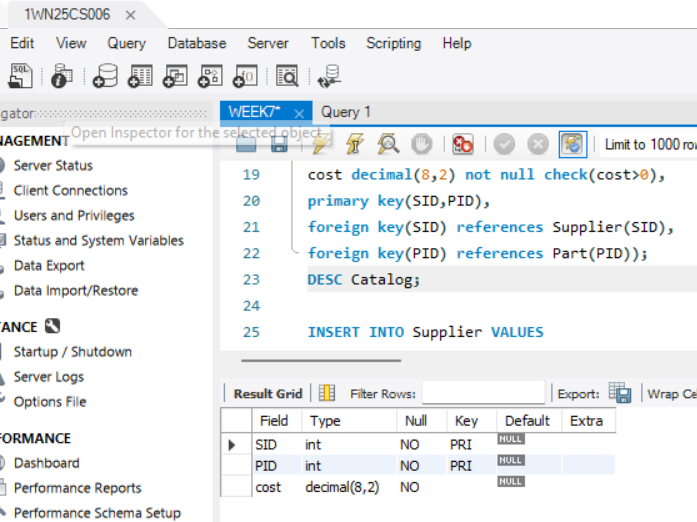 1WN25CS006 ×
Edit View Query Database Server Tools Scripting Help
SQL
gator
WEEK7* × Query 1
Open Inspector for the selected object
NAGEMENT
Server Status
Client Connections
Users and Privileges
Status and System Variables
Data Export
Data Import/Restore
TANCE
Startup / Shutdown
Server Logs
Options File
FORMANCE
Dashboard
Performance Reports
Performance Schema Setup
Limit to 1000 rov
19 cost decimal(8,2) not null check(cost>0),
20 primary key(SID,PID),
21 foreign key(SID) references Supplier(SID),
22 foreign key(PID) references Part(PID));
23 DESC Catalog;
24
25 INSERT INTO Supplier VALUES
Result Grid Filter Rows: Export: Wrap Ce
Field Type Null Key Default Extra
SID int NO PRI NULL
PID int NO PRI NULL
cost decimal(8,2) NO NULL